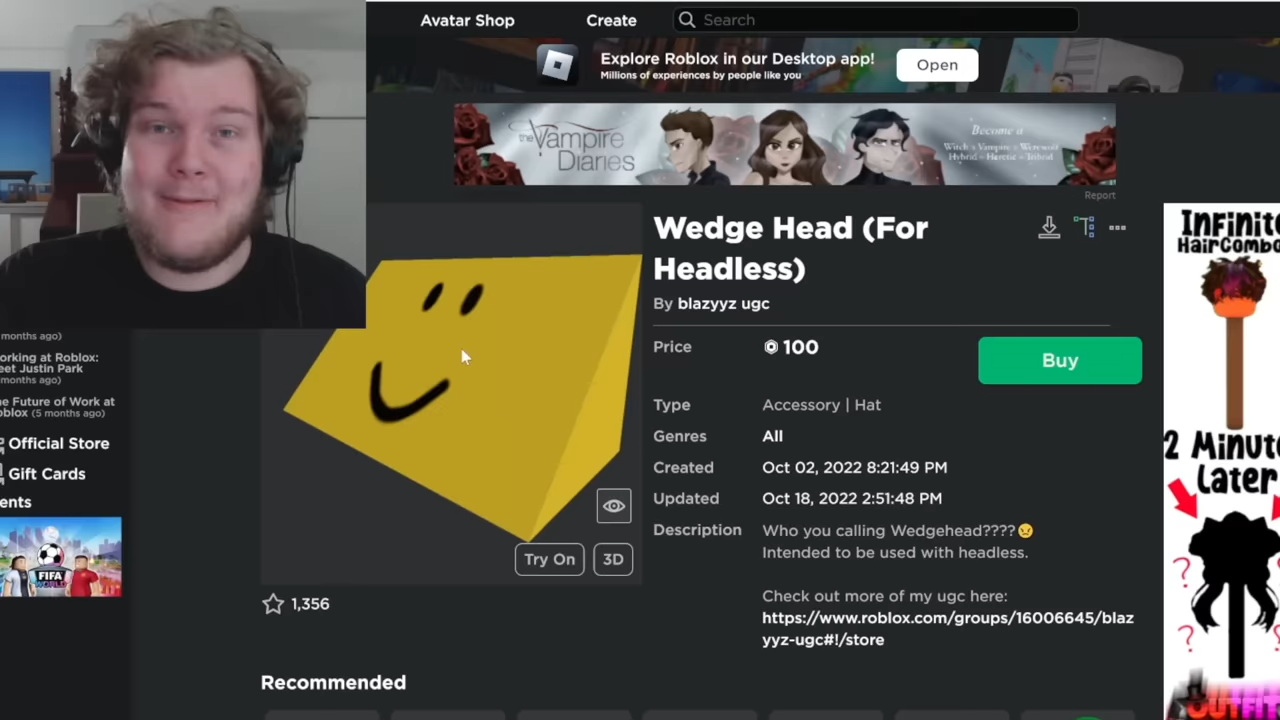 Avatar Shop
Create
Search
Explore Roblox in our Desktop app!
Millions of experiences by people like you
Open
the Vampire
Diaries
Become a
Witch × Vampire × Werewolf
Hybrid × Heretic × Tribrid
Report
Wedge Head (For
Headless)
By blazyyz ugc
Price
100
Buy
Type
Accessory | Hat
Genres
All
Created
Oct 02, 2022 8:21:49 PM
Updated
Oct 18, 2022 2:51:48 PM
Description
Who you calling Wedgehead????😠
Intended to be used with headless.
Check out more of my ugc here:
https://www.roblox.com/groups/16006645/blaz
yyz-ugc#!/store
Try On
3D
1,356
Recommended
months ago)
orking at Roblox:
eet Justin Park
months ago)
e Future of Work at
oblox (5 months ago)
Official Store
Gift Cards
ents
FIFA
WORLD
INFINITE
HAIR COMBO
2 Minute
Later
?
?
?
?
OUTFIT